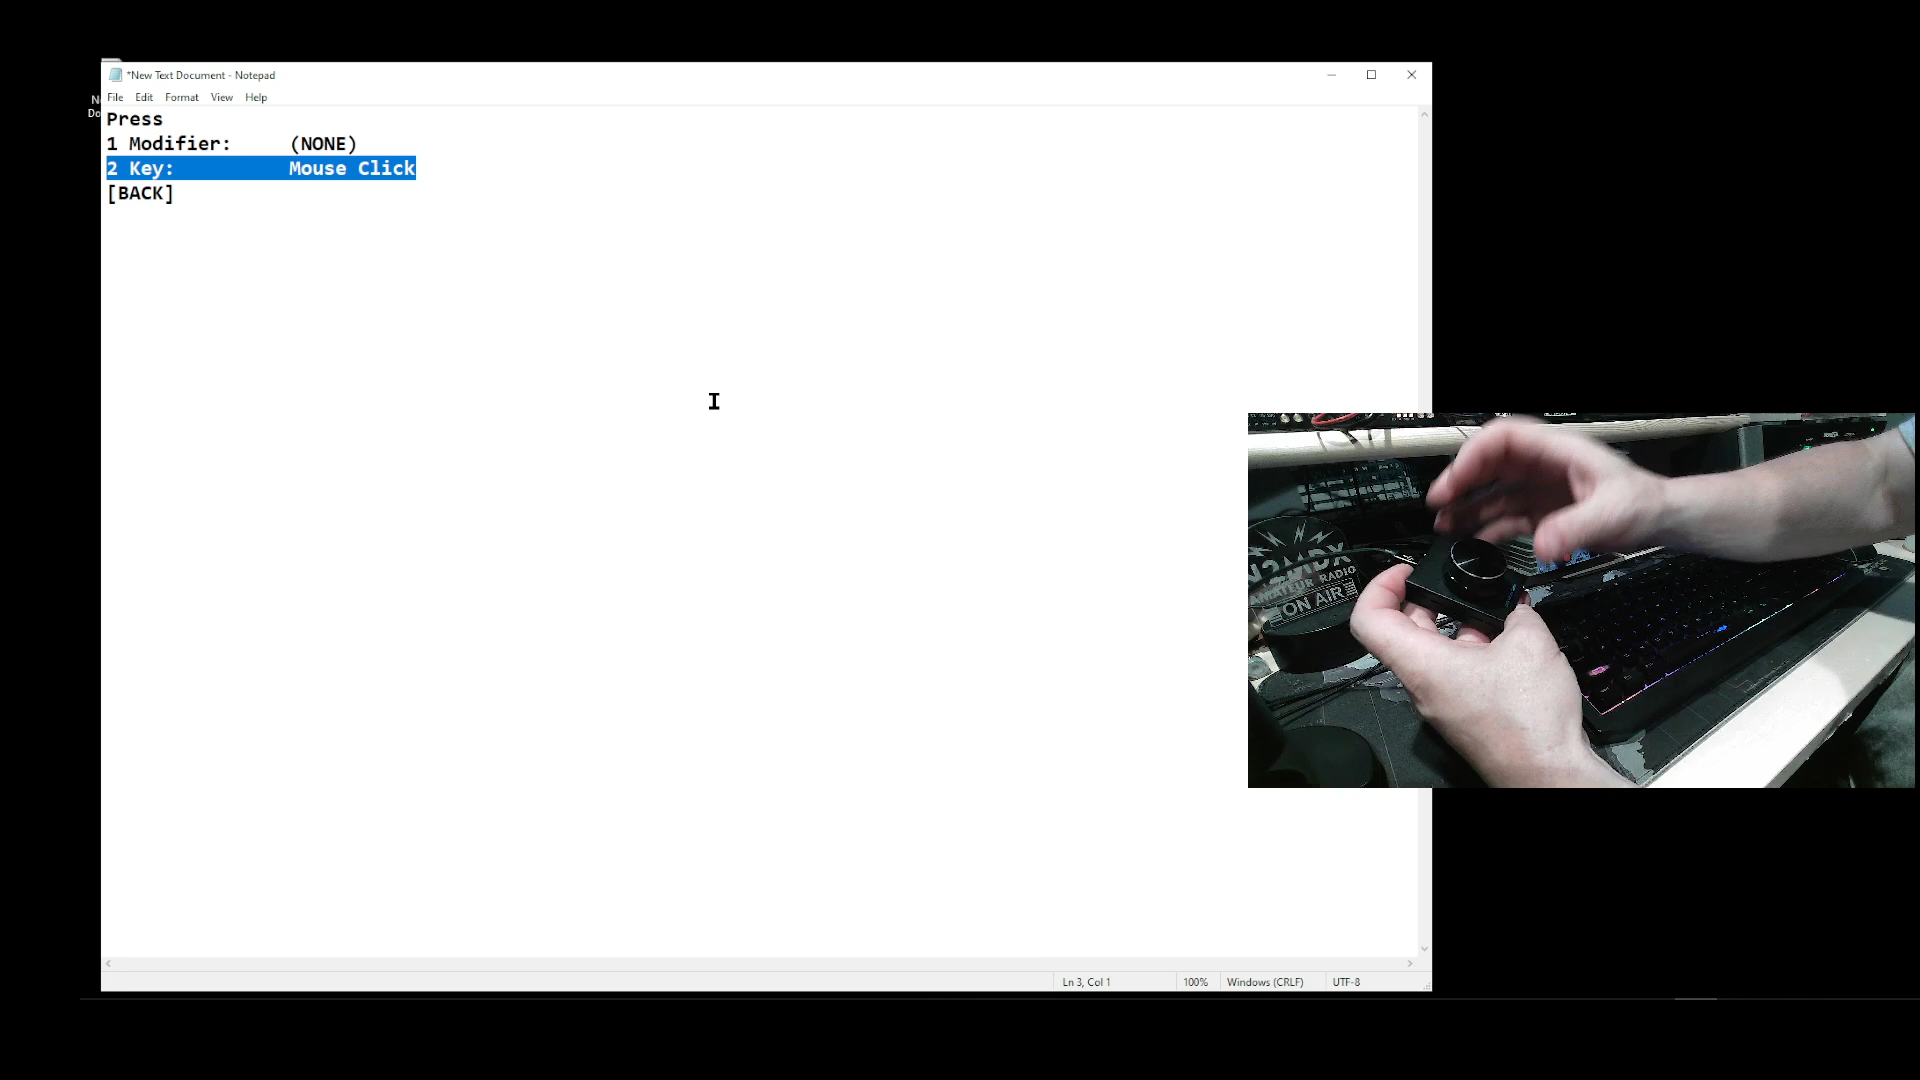 *New Text Document - Notepad
File Edit Format View Help
Press
1 Modifier: (NONE)
2 Key: Mouse Click
[BACK]
N2MDX
AMATEUR RADIO
ON AIR
Ln 3, Col 1
100%
Windows (CRLF)
UTF-8